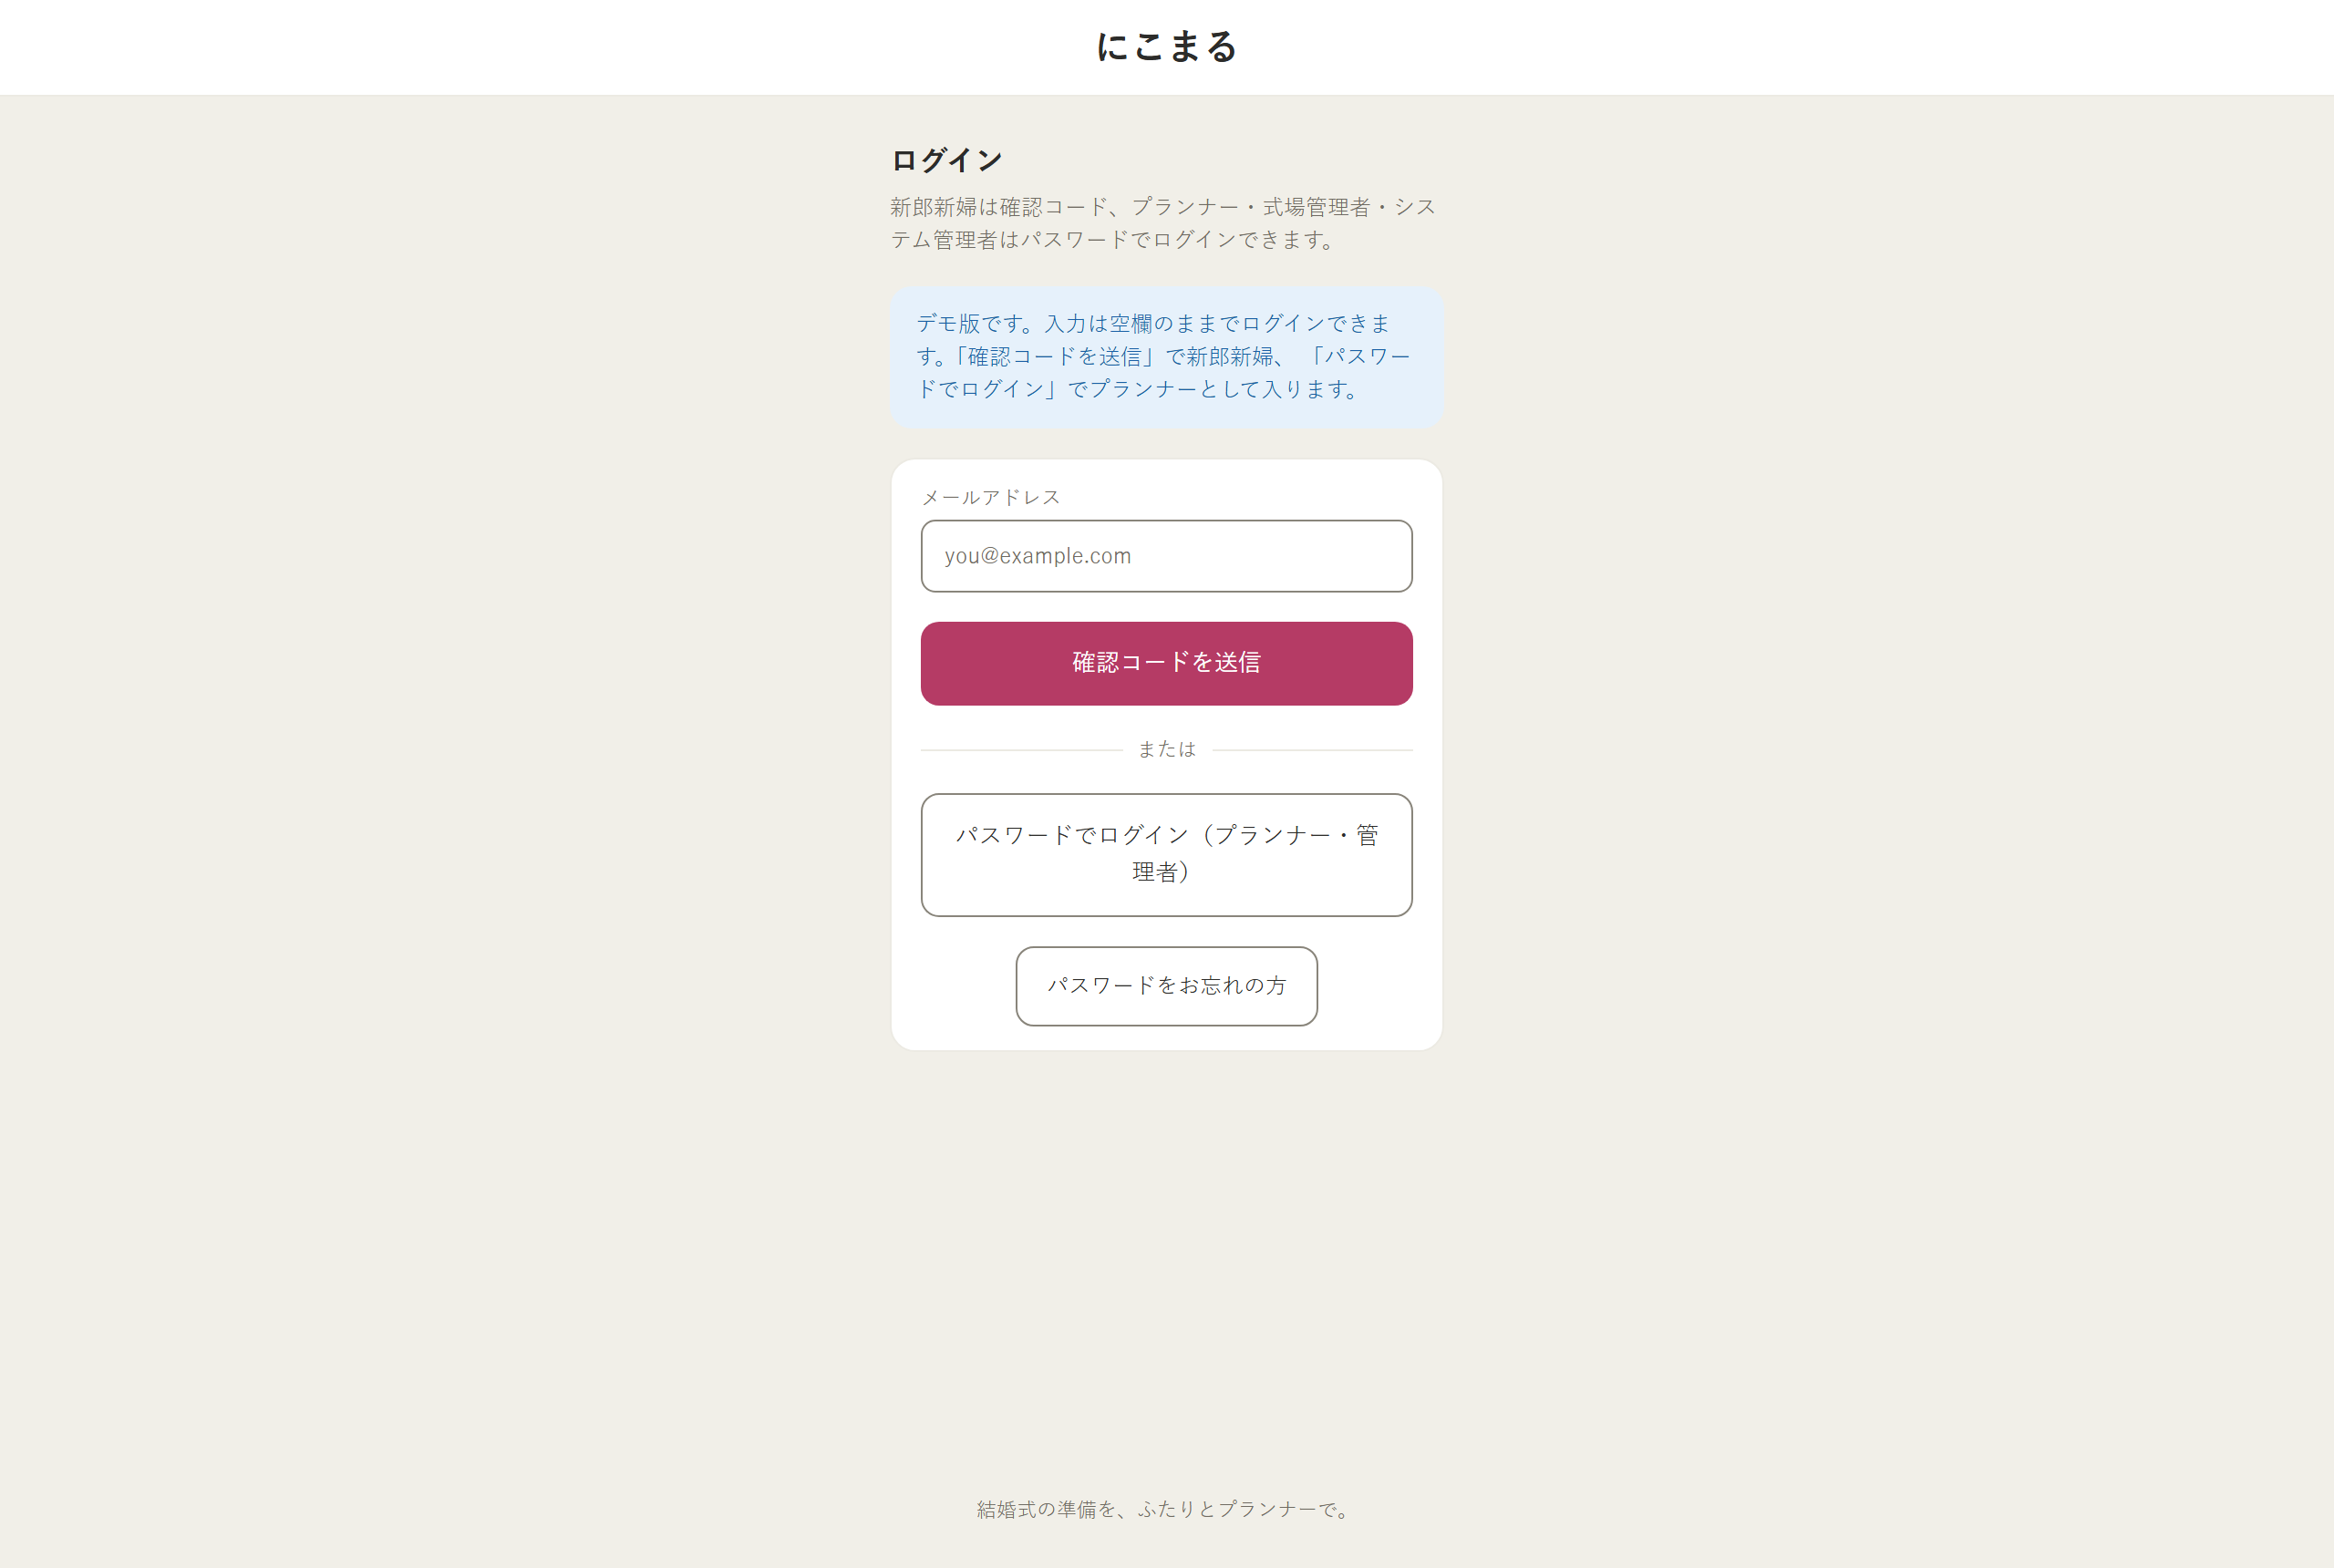 にこまる
ログイン
新郎新婦は確認コード、プランナー・式場管理者・シス
テム管理者はパスワードでログインできます。
デモ版です。入力は空欄のままでログインできま
す。「確認コードを送信」で新郎新婦、 「パスワー
ドでログイン」でプランナーとして入ります。
メールアドレス
you@example.com
確認コードを送信
または
パスワードでログイン（プランナー・管
理者）
パスワードをお忘れの方
結婚式の準備を、ふたりとプランナーで。